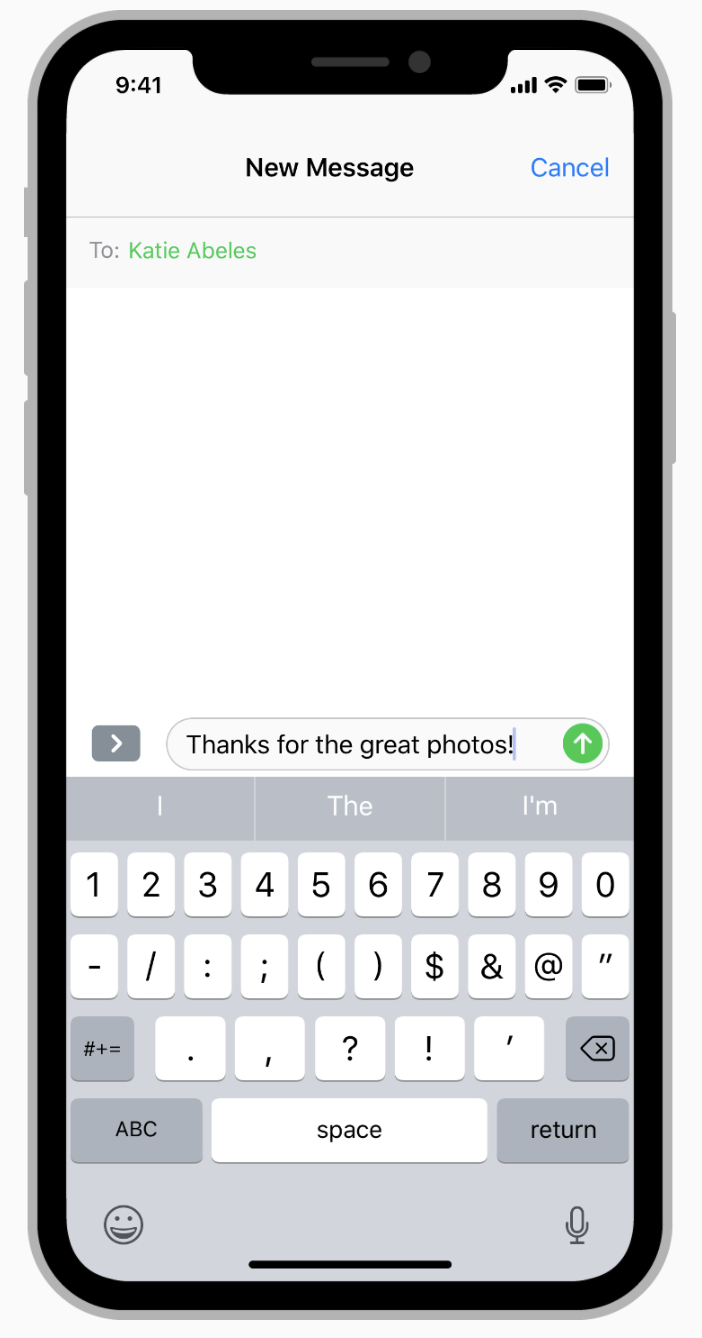 9:41
New Message Cancel
To: Katie Abeles
Thanks for the great photos!
I The I'm
1 2 3 4 5 6 7 8 9 0
- / : ; ( ) $ & @ "
#+= . , ? ! ’
ABC space return